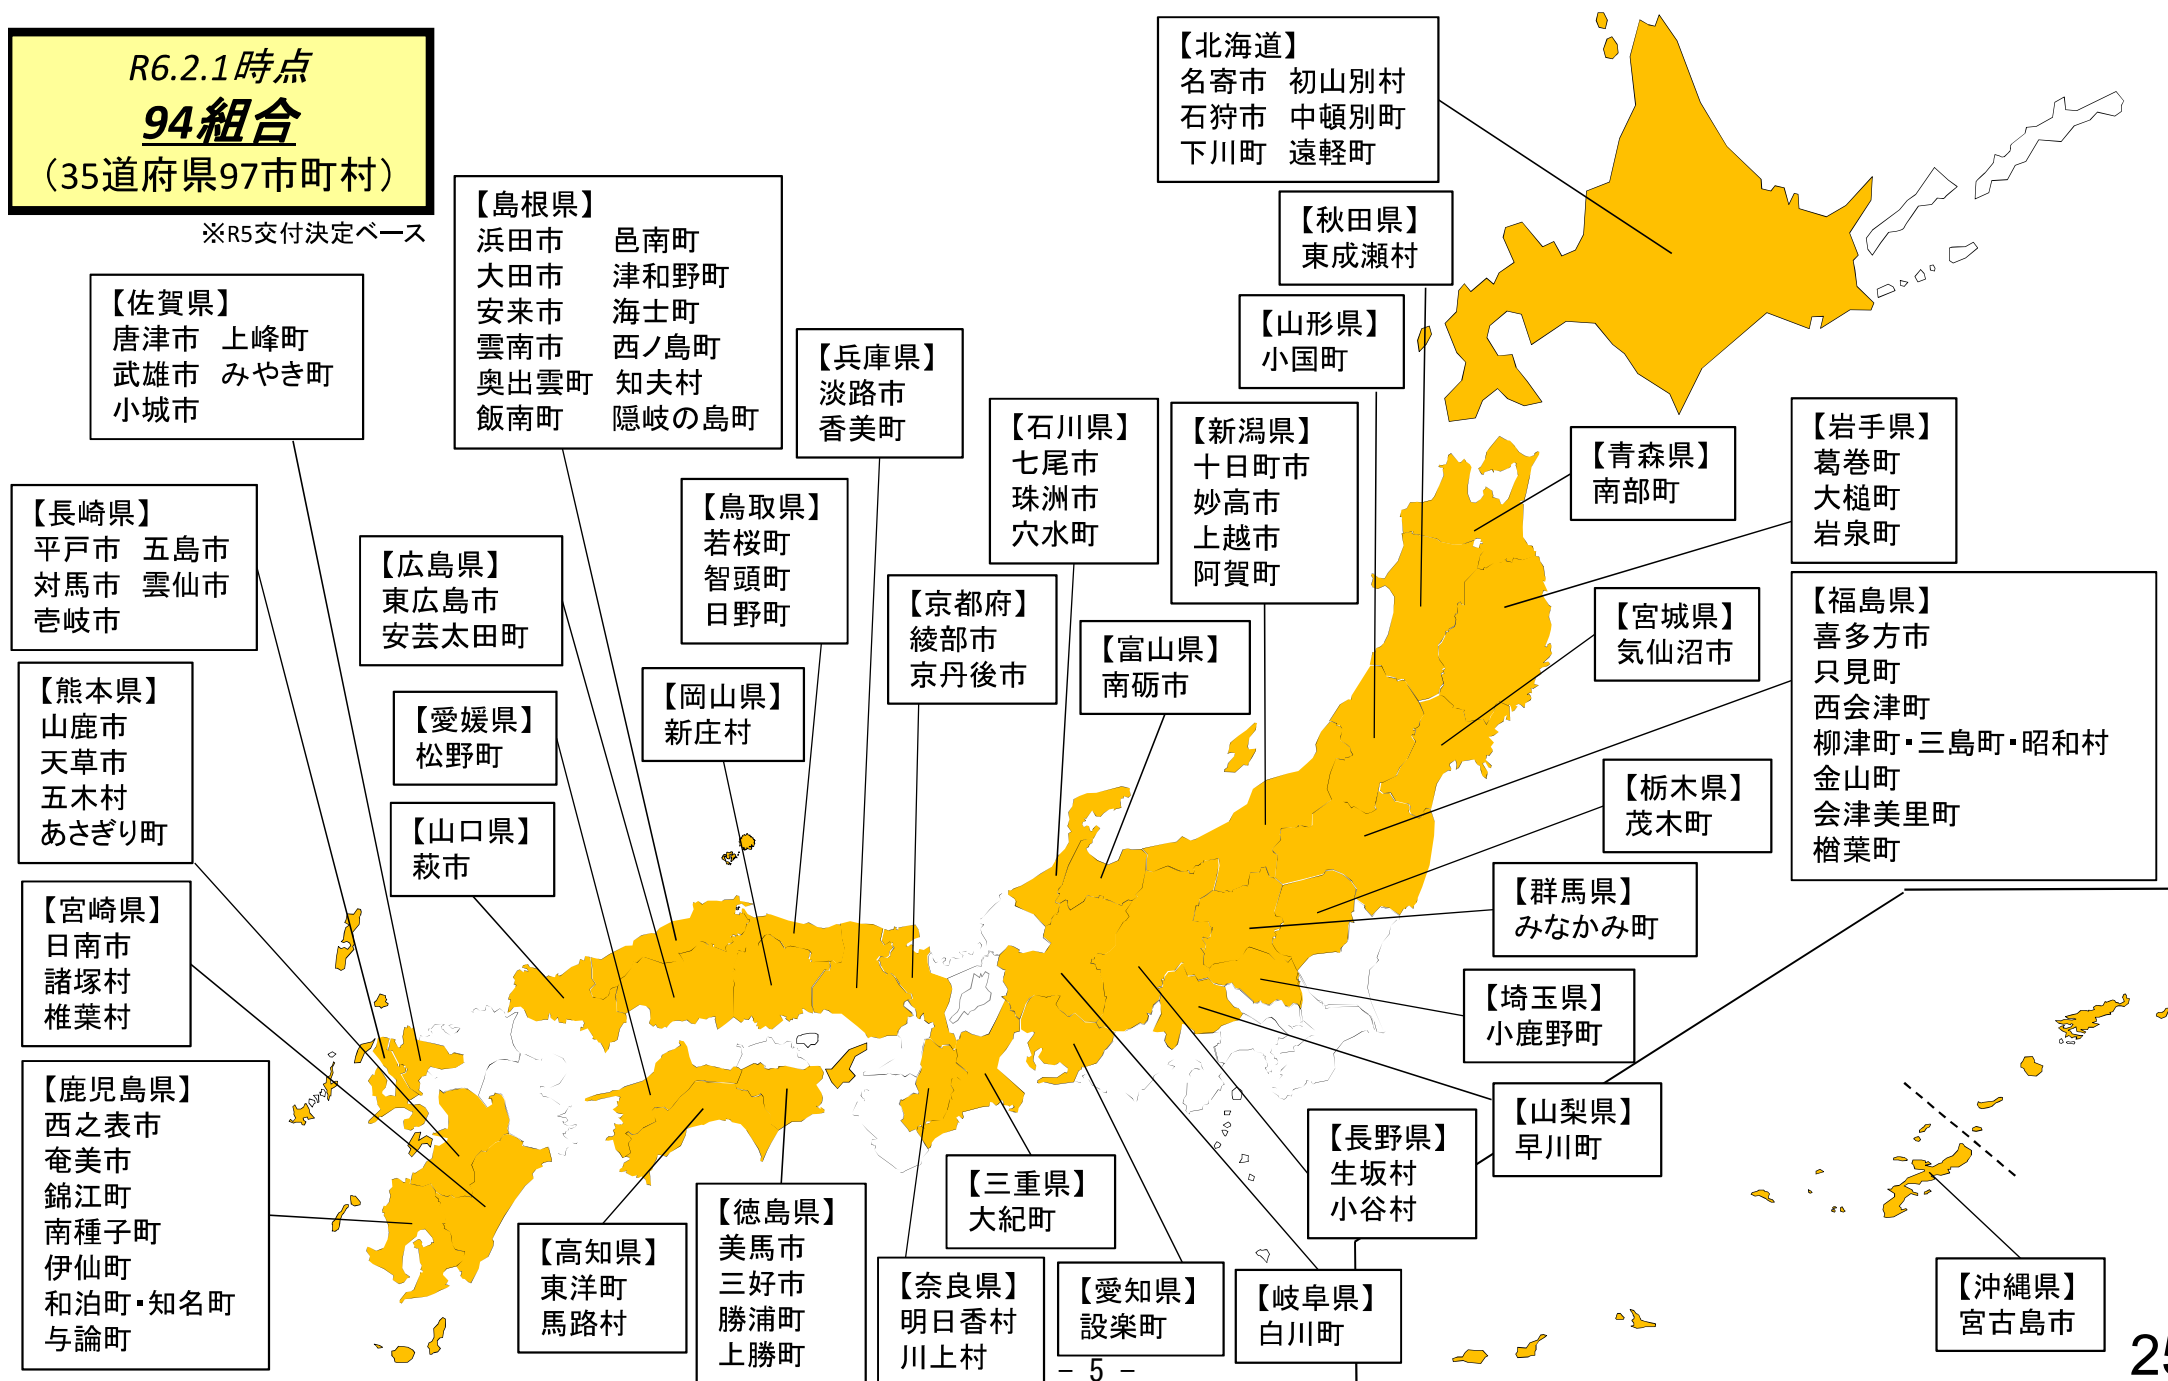 R6.2.1時点
94組合
（35道府県97市町村）
※R5交付決定ベース
【北海道】
名寄市 初山別村
石狩市 中頓別町
下川町 遠軽町
【秋田県】
東成瀬村
【山形県】
小国町
【島根県】
浜田市 邑南町
大田市 津和野町
安来市 海士町
雲南市 西ノ島町
奥出雲町 知夫村
飯南町 隠岐の島町
【佐賀県】
唐津市 上峰町
武雄市 みやき町
小城市
【兵庫県】
淡路市
香美町
【石川県】
七尾市
珠洲市
穴水町
【新潟県】
十日町市
妙高市
上越市
阿賀町
【青森県】
南部町
【岩手県】
葛巻町
大槌町
岩泉町
【長崎県】
平戸市 五島市
対馬市 雲仙市
壱岐市
【広島県】
東広島市
安芸太田町
【鳥取県】
若桜町
智頭町
日野町
【京都府】
綾部市
京丹後市
【富山県】
南砺市
【宮城県】
気仙沼市
【福島県】
喜多方市
只見町
西会津町
柳津町・三島町・昭和村
金山町
会津美里町
楢葉町
【熊本県】
山鹿市
天草市
五木村
あさぎり町
【愛媛県】
松野町
【岡山県】
新庄村
【山口県】
萩市
【栃木県】
茂木町
【群馬県】
みなかみ町
【埼玉県】
小鹿野町
【宮崎県】
日南市
諸塚村
椎葉村
【鹿児島県】
西之表市
奄美市
錦江町
南種子町
伊仙町
和泊町・知名町
与論町
【高知県】
東洋町
馬路村
【徳島県】
美馬市
三好市
勝浦町
上勝町
【奈良県】
明日香村
川上村
【三重県】
大紀町
【愛知県】
設楽町
【長野県】
生坂村
小谷村
【山梨県】
早川町
【岐阜県】
白川町
【沖縄県】
宮古島市
- 5 -
25